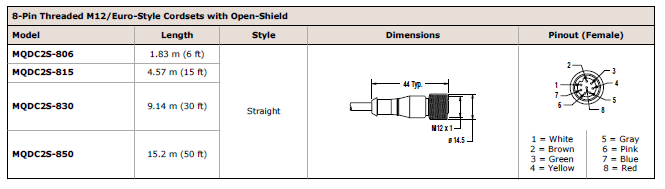 8-Pin Threaded M12/Euro-Style Cordsets with Open-Shield
Model Length Style Dimensions Pinout (Female)
MQDC2S-806 1.83 m (6 ft)
MQDC2S-815 4.57 m (15 ft)
MQDC2S-830 9.14 m (30 ft)
MQDC2S-850 15.2 m (50 ft)
Straight
44 Typ.
M12 x 1
ø 14.5
2
3
1
4
7
5
6
8
1 = White
2 = Brown
3 = Green
4 = Yellow
5 = Gray
6 = Pink
7 = Blue
8 = Red